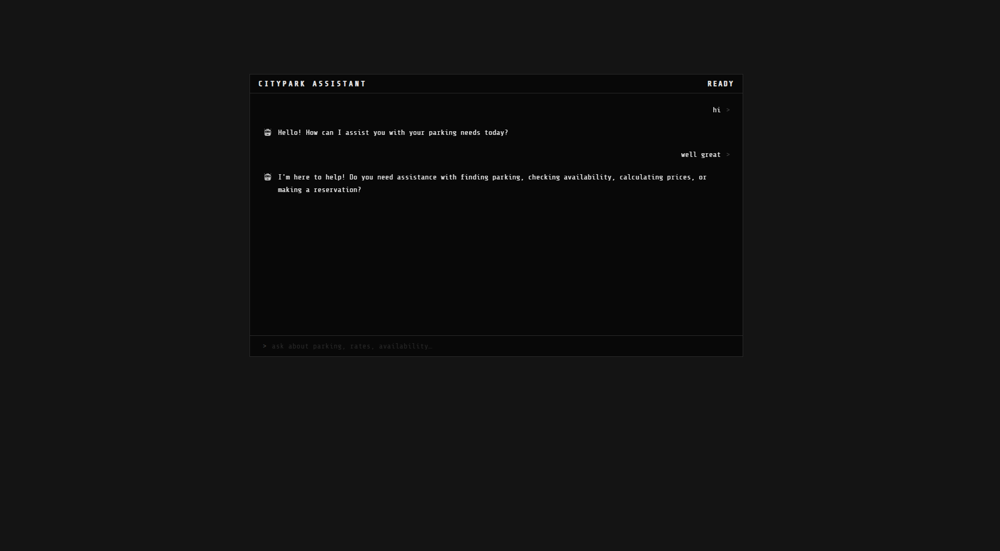 CITYPARK ASSISTANT READY
hi >
Hello! How can I assist you with your parking needs today?
well great >
I'm here to help! Do you need assistance with finding parking, checking availability, calculating prices, or
making a reservation?
> ask about parking, rates, availability…